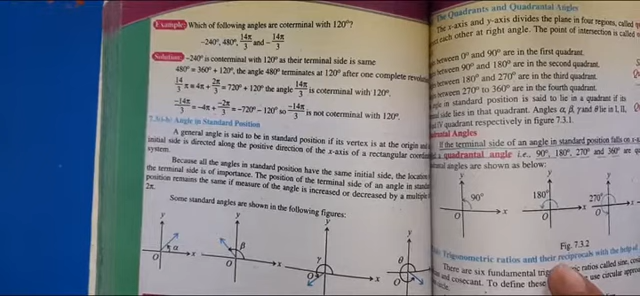 Example: Which of following angles are coterminal with 120°?
-240°, 480°, 14π/3 and -14π/3
Solution: -240° is conterminal with 120° as their terminal side is same
480° = 360° + 120°, the angle 480° terminates at 120° after one complete revolu
14/3 π = 4π + 2π/3 = 720° + 120° the angle 14π/3 is coterminal with 120°.
-14π/3 = -4π + -2π/3 = -720° - 120° so -14π/3 is not coterminal with 120°.
Angle in Standard Position
A general angle is said to be in standard position if its vertex is at the origin and
initial side is directed along the positive direction of the x-axis of a rectangular coord
system.
Because all the angles in standard position have the same initial side, the location
the terminal side is of importance. The position of the terminal side of an angle in
position remains the same if measure of the angle is increased or decreased by a multiple
2π.
Some standard angles are shown in the following figures:
y y y y
α β γ θ
O x O x O x O
The Quadrants and Quadrantal Angles
The x-axis and y-axis divides the plane in four regions, called
each other at right angle. The point of intersection is called
between 0° and 90° are in the first quadrant.
between 90° and 180° are in the second quadrant.
between 180° and 270° are in the third quadrant.
between 270° to 360° are in the fourth quadrant.
in standard position is said to lie in a quadrant if its
side lies in that quadrant. Angles α, β, γ and θ lie in I, II,
quadrant respectively in figure 7.3.1.
Angles
If the terminal side of an angle in standard position falls on
a quadrantal angle i.e., 90°, 180°, 270° and 360° are
angles are shown as below:
y y y
90° 180° 270°
O x O x O
Fig. 7.3.2
Trigonometric ratios and their reciprocals with the help of
There are six fundamental ratios called
and cosecant. To define these use circular